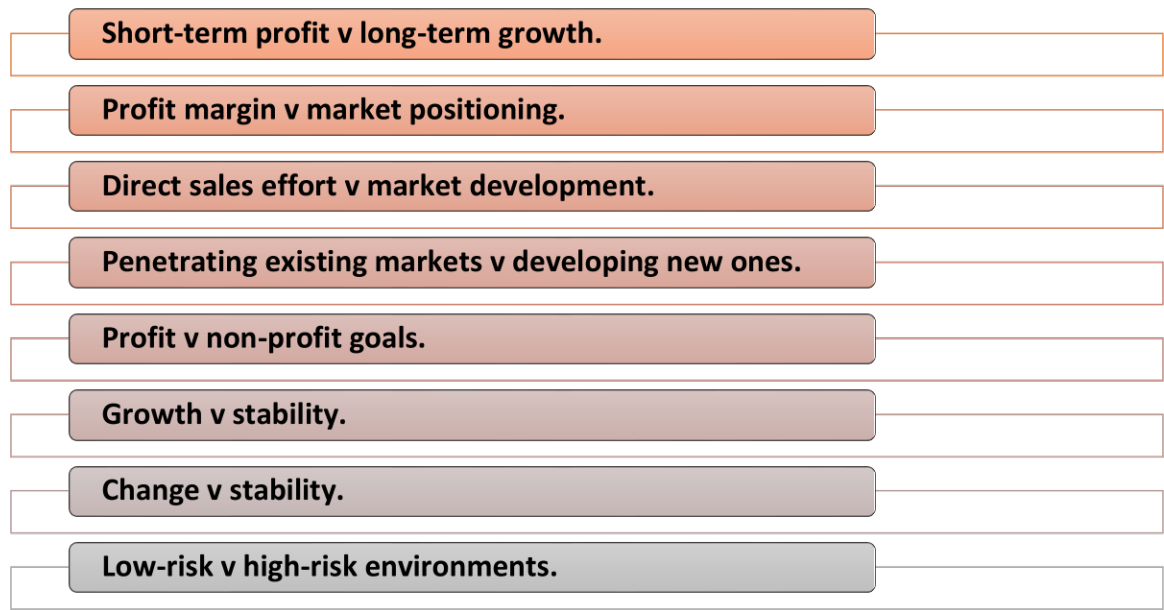 Short-term profit v long-term growth.
Profit margin v market positioning.
Direct sales effort v market development.
Penetrating existing markets v developing new ones.
Profit v non-profit goals.
Growth v stability.
Change v stability.
Low-risk v high-risk environments.